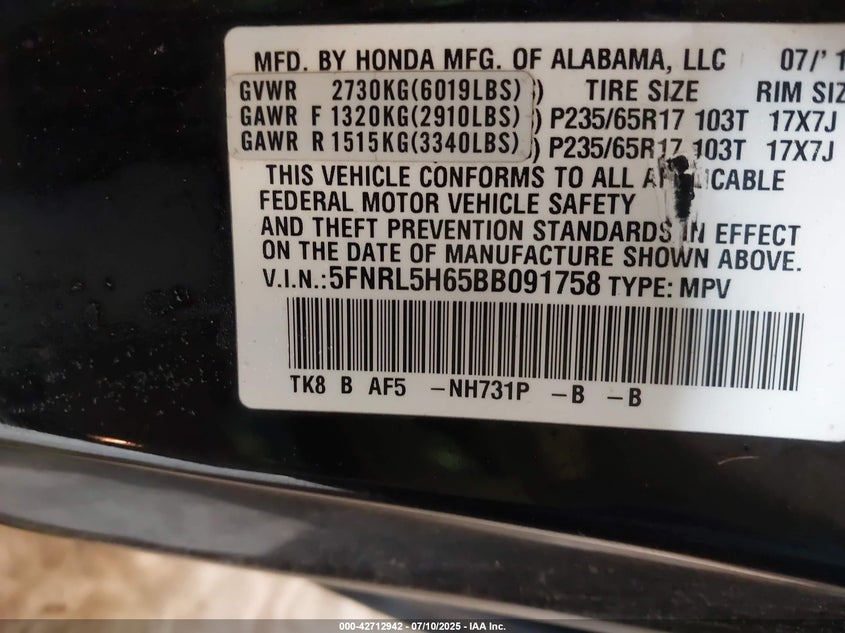 MFD. BY HONDA MFG. OF ALABAMA, LLC 07/'1
GVWR 2730KG(6019LBS) ) TIRE SIZE RIM SIZ
GAWR F 1320KG(2910LBS) ) P235/65R17 103T 17X7J
GAWR R 1515KG(3340LBS) ) P235/65R17 103T 17X7J
THIS VEHICLE CONFORMS TO ALL APPLICABLE
FEDERAL MOTOR VEHICLE SAFETY
AND THEFT PREVENTION STANDARDS IN EFFECT
ON THE DATE OF MANUFACTURE SHOWN ABOVE.
V.I.N.:5FNRL5H65BB091758 TYPE: MPV
TK8 B AF5 -NH731P -B -B
000-42712942 / 07/10/2025 - IAA Inc.